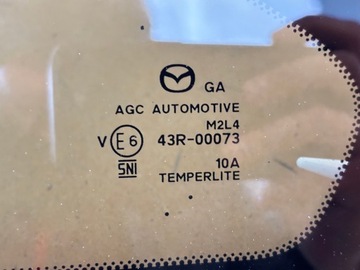 GA
AGC AUTOMOTIVE
M2L4
V E6 43R-00073
SNI 10A
TEMPERLITE